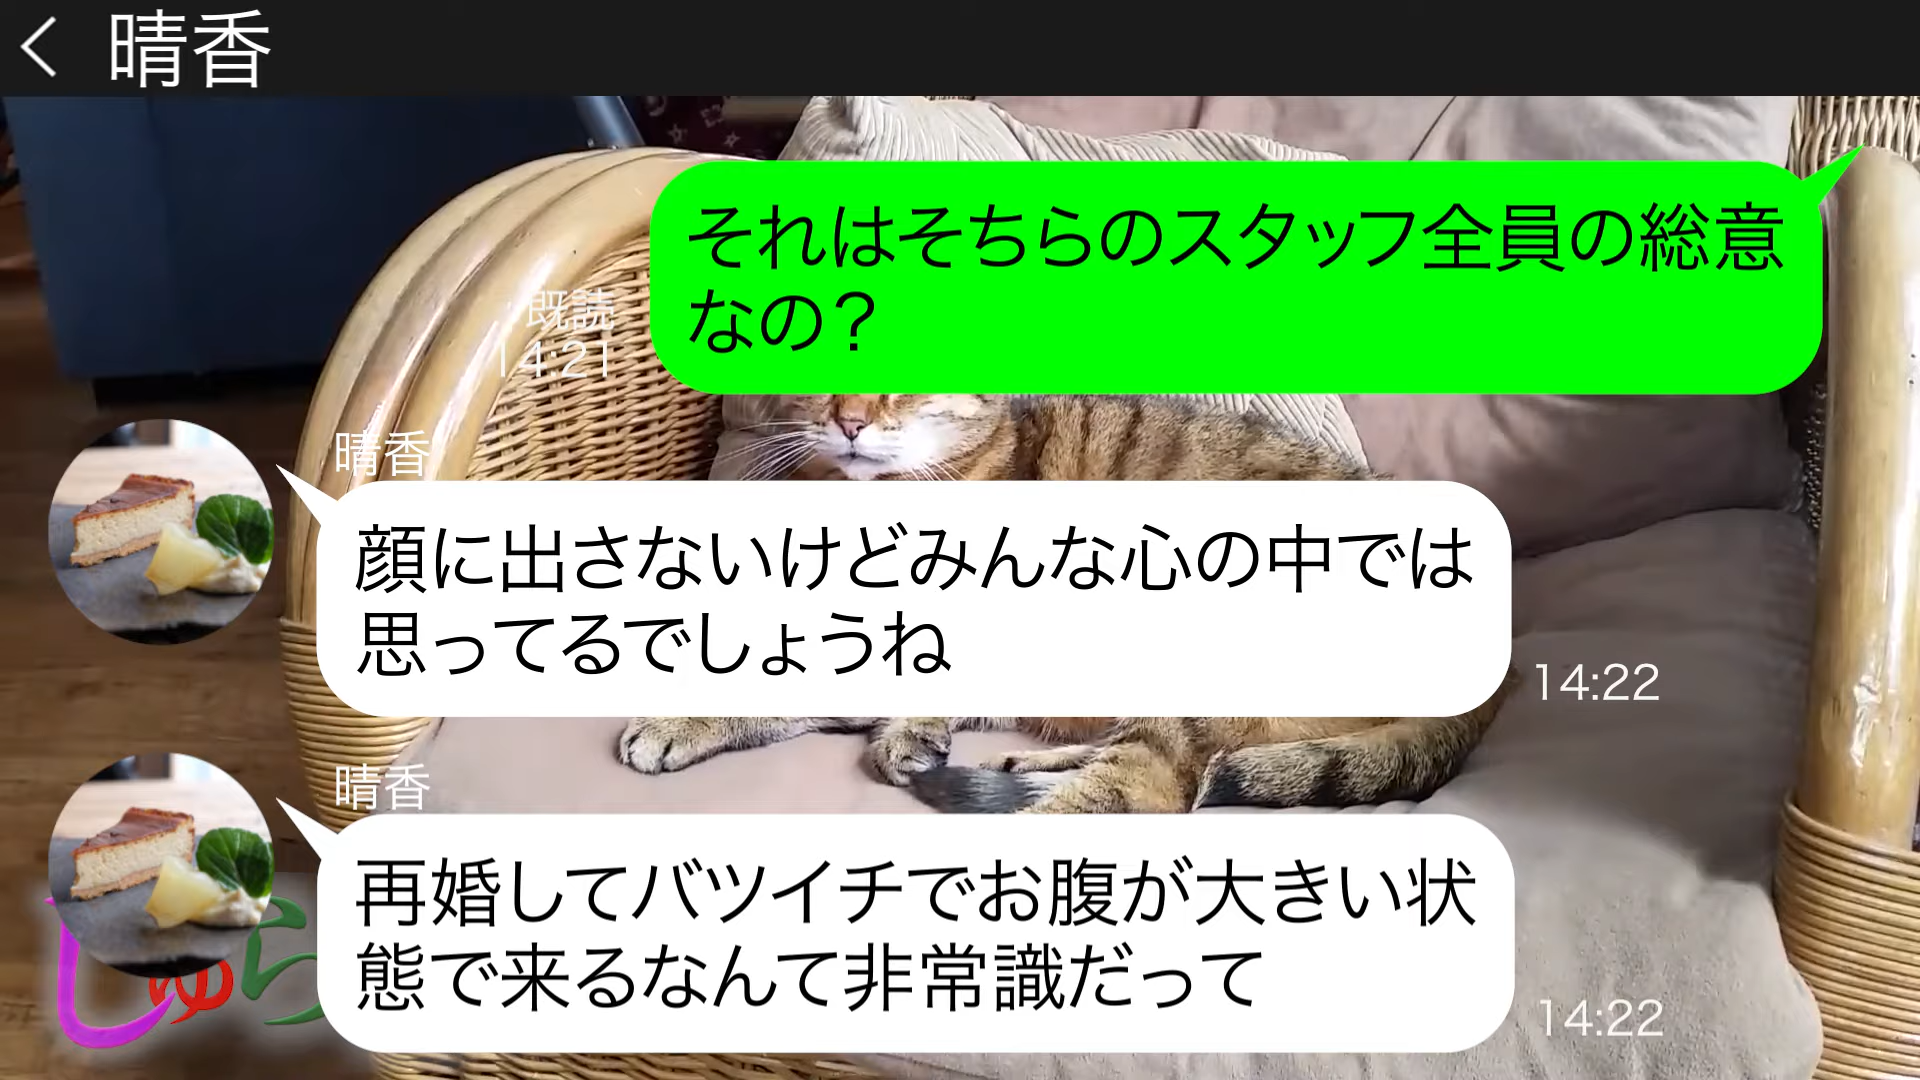 晴香
それはそちらのスタッフ全員の総意
なの？
既読
14:21
晴香
顔に出さないけどみんな心の中では
思ってるでしょうね
14:22
晴香
再婚してバツイチでお腹が大きい状
態で来るなんて非常識だって
14:22
しゅら